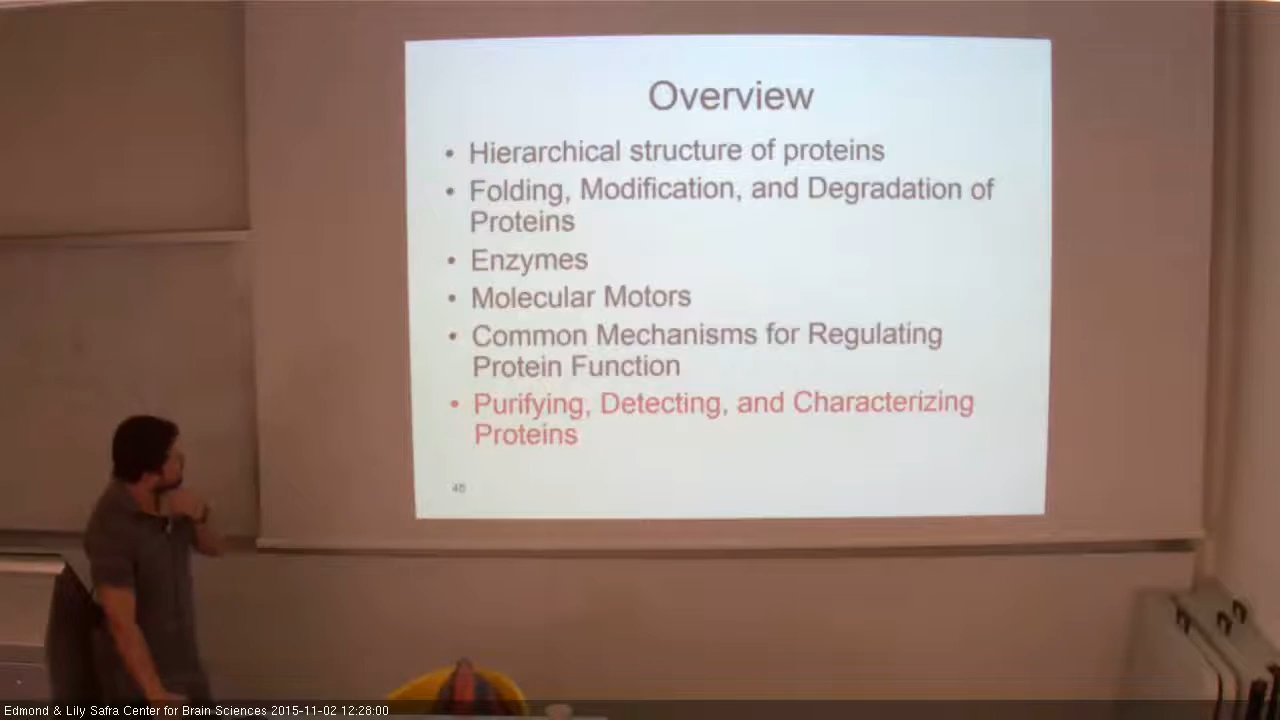 Overview
• Hierarchical structure of proteins
• Folding, Modification, and Degradation of
Proteins
• Enzymes
• Molecular Motors
• Common Mechanisms for Regulating
Protein Function
• Purifying, Detecting, and Characterizing
Proteins
Edmond & Lily Safra Center for Brain Sciences 2015-11-02 12:28:00